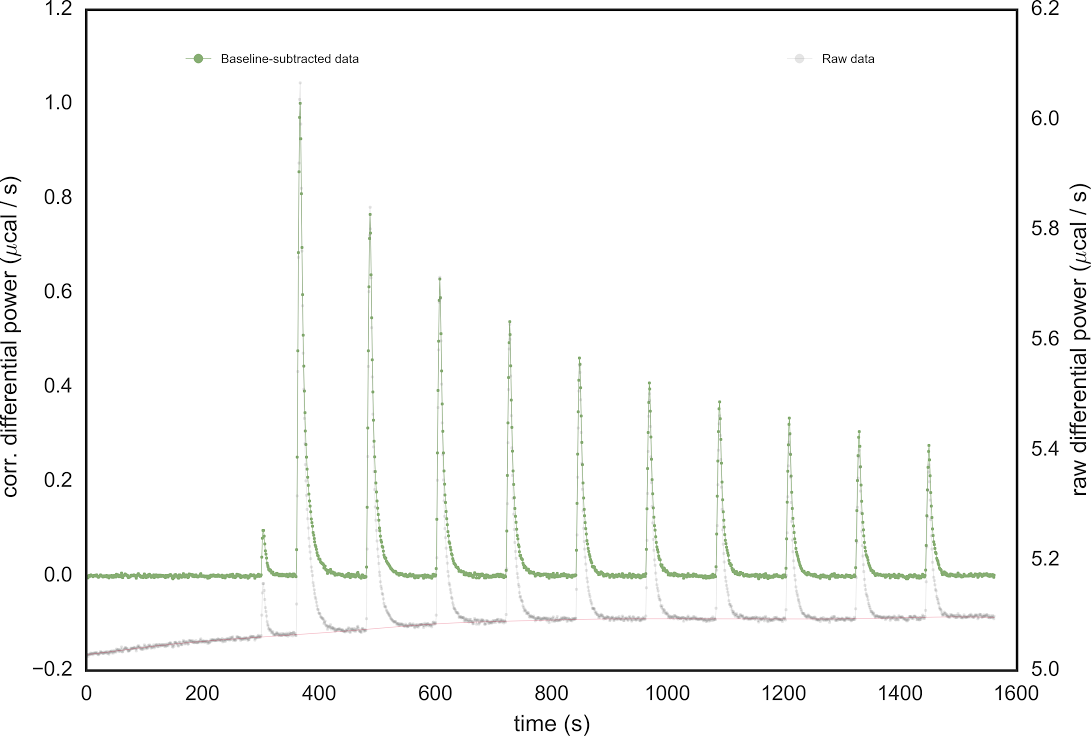 1.2
1.0
0.8
0.6
0.4
0.2
0.0
−0.2
corr. differential power (μcal / s)
Baseline-subtracted data
Raw data
6.2
6.0
5.8
5.6
5.4
5.2
5.0
raw differential power (μcal / s)
0 200 400 600 800 1000 1200 1400 1600
time (s)